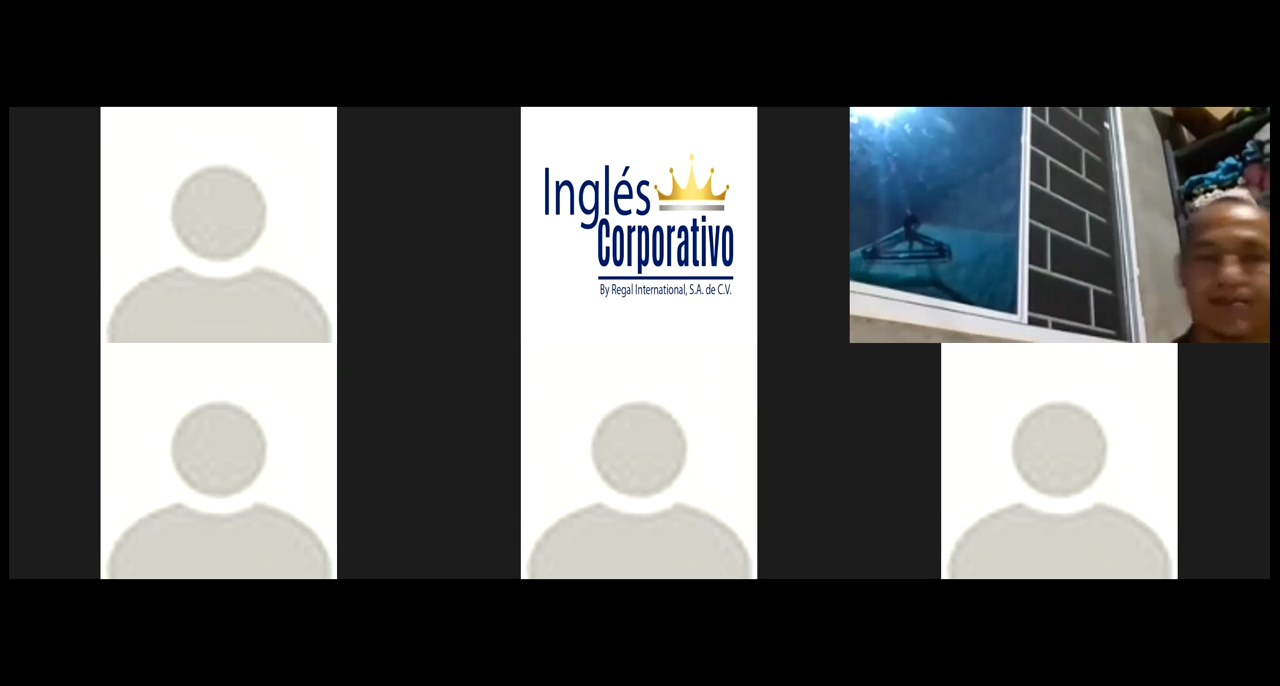 Inglés
Corporativo
By Regal International, S.A. de C.V.